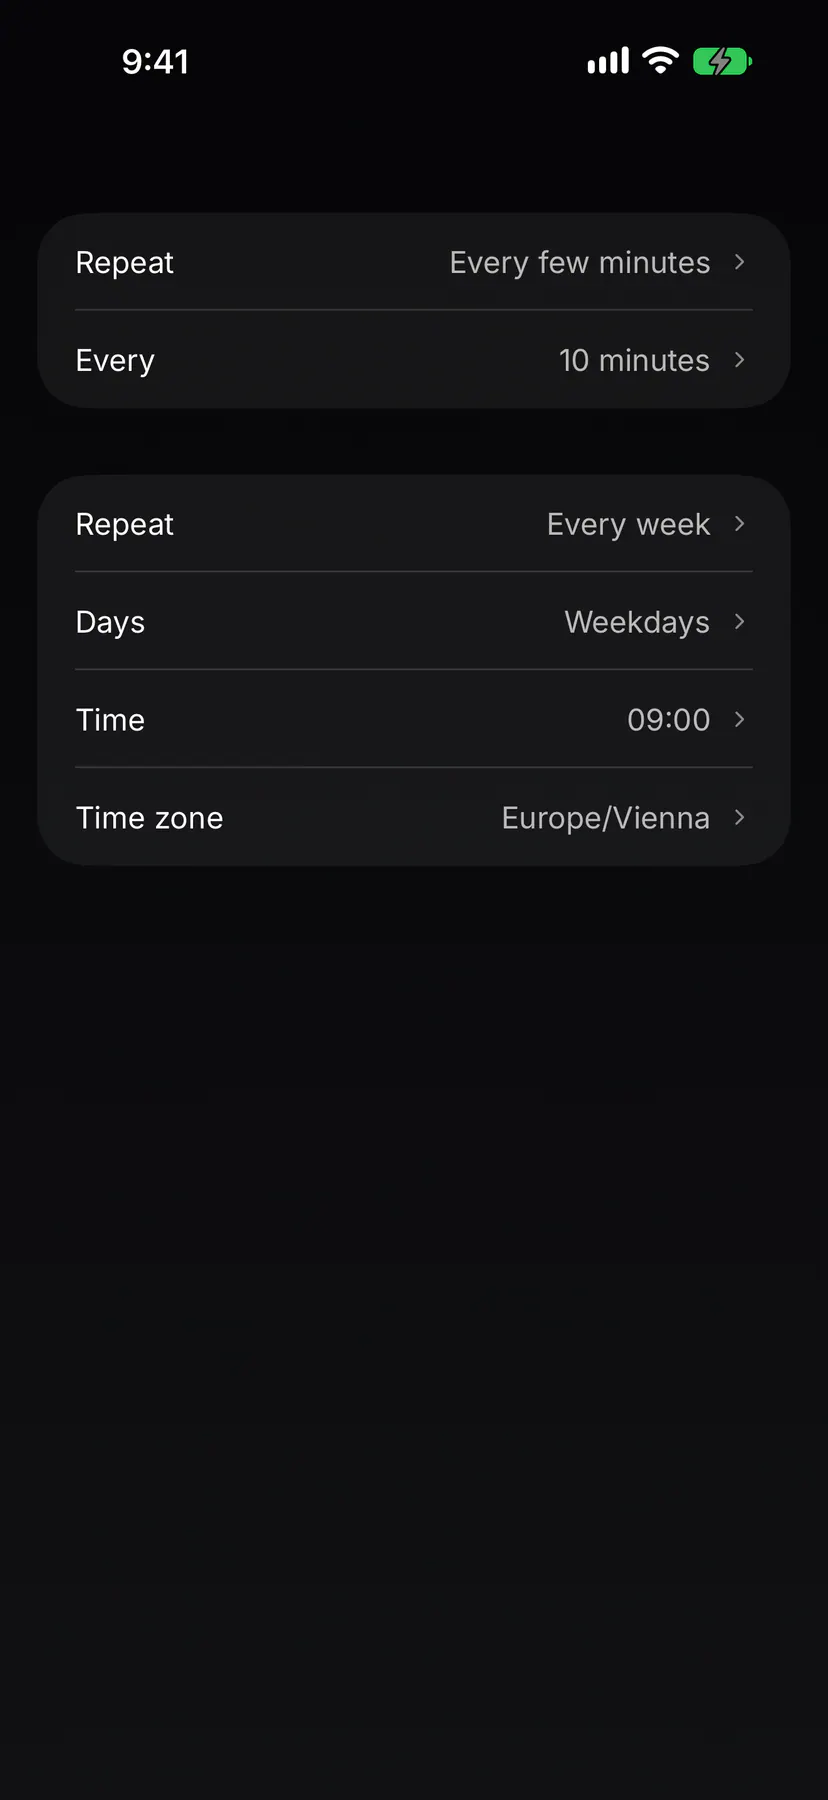 9:41
Repeat Every few minutes
Every 10 minutes
Repeat Every week
Days Weekdays
Time 09:00
Time zone Europe/Vienna